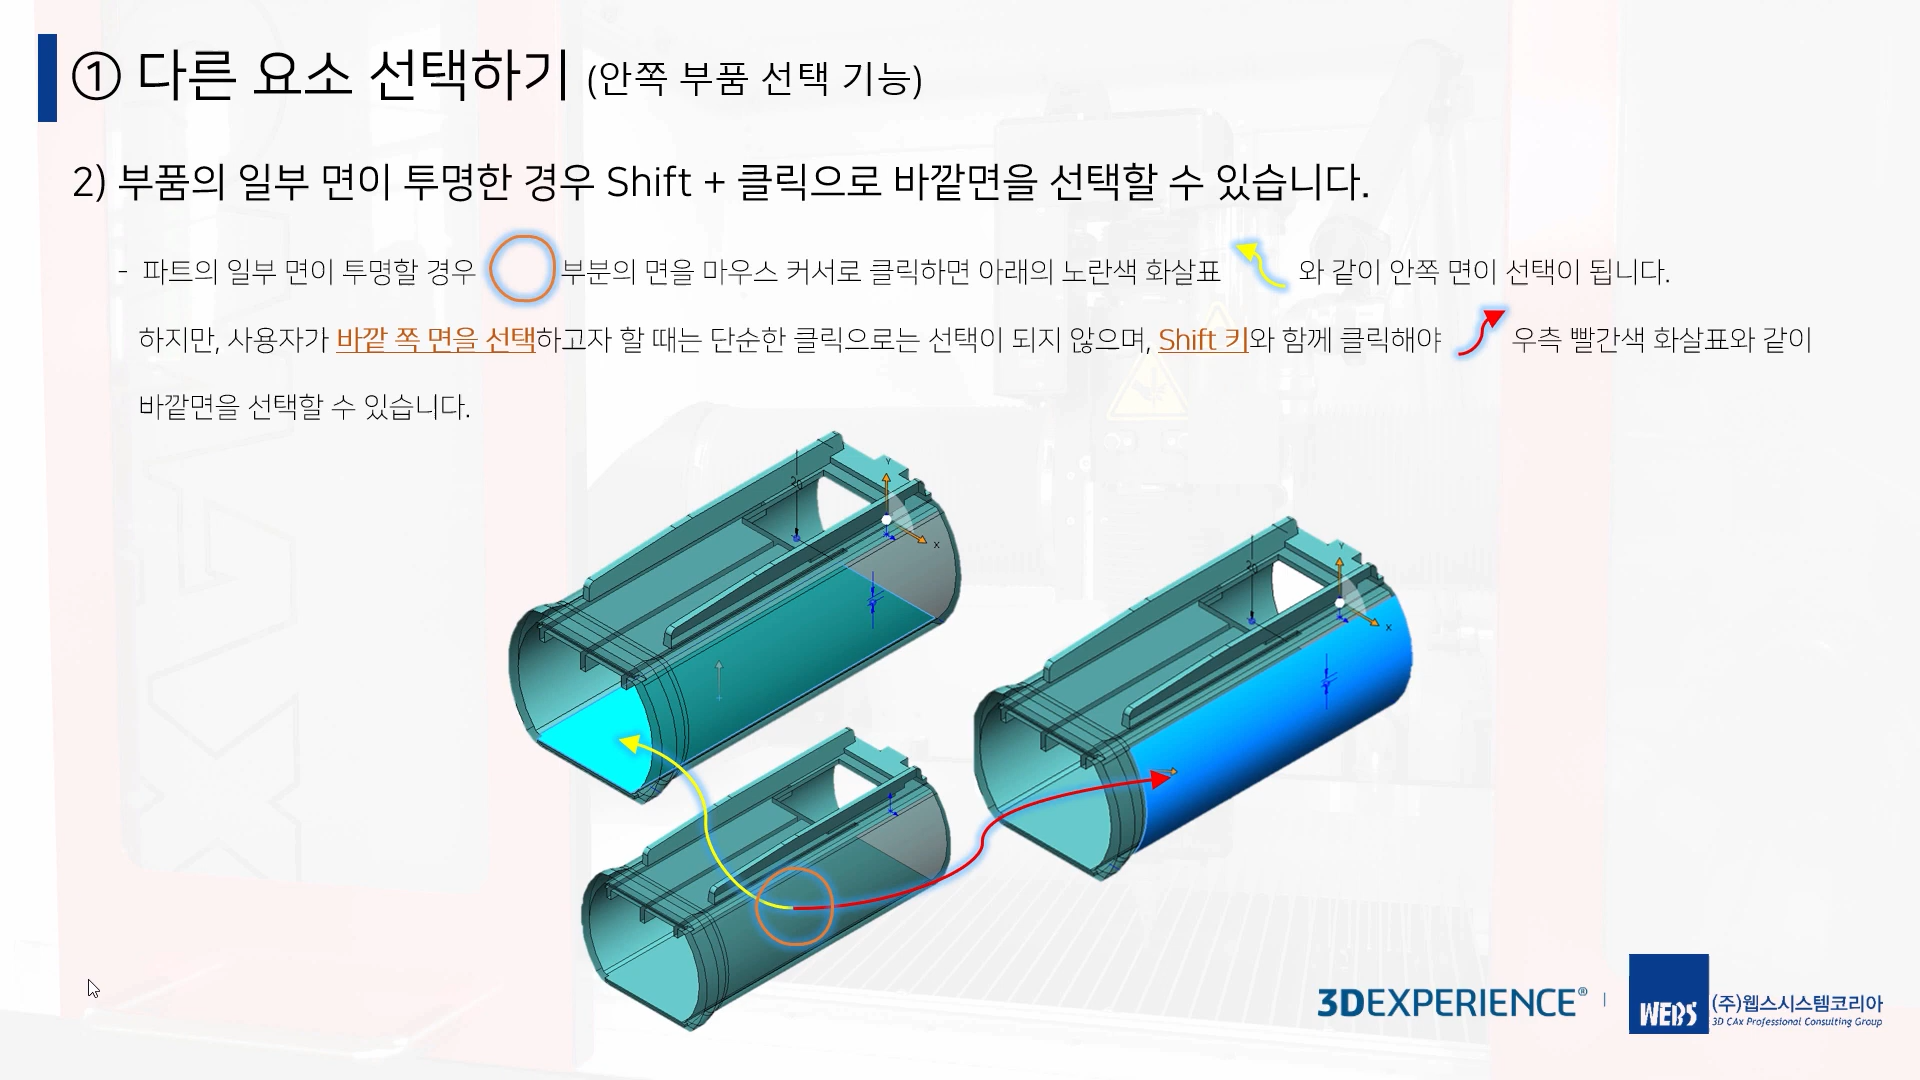 ① 다른 요소 선택하기 (안쪽 부품 선택 기능)
2) 부품의 일부 면이 투명한 경우 Shift + 클릭으로 바깥면을 선택할 수 있습니다.
- 파트의 일부 면이 투명할 경우 부분의 면을 마우스 커서로 클릭하면 아래의 노란색 화살표 와 같이 안쪽 면이 선택이 됩니다.
하지만, 사용자가 바깥 쪽 면을 선택하고자 할 때는 단순한 클릭으로는 선택이 되지 않으며, Shift 키와 함께 클릭해야 우측 빨간색 화살표와 같이
바깥면을 선택할 수 있습니다.
Y
X
Y
X
3DEXPERIENCE®
WEBS
(주)웹스시스템코리아
3D CAx Professional Consulting Group